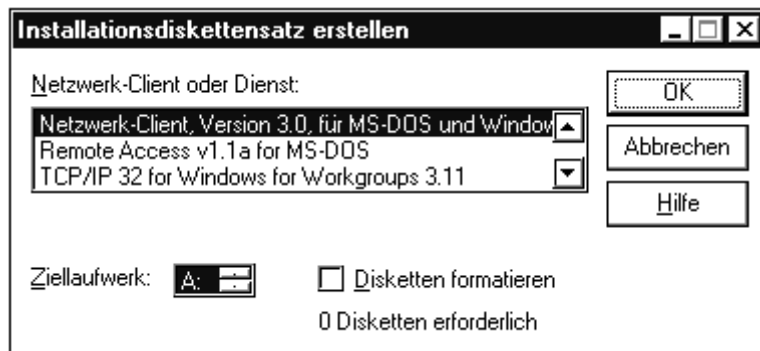 Installationsdiskettensatz erstellen
Netzwerk-Client oder Dienst:
Netzwerk-Client, Version 3.0, für MS-DOS und Window
Remote Access v1.1a for MS-DOS
TCP/IP 32 for Windows for Workgroups 3.11
OK
Abbrechen
Hilfe
Ziellaufwerk: A:
Disketten formatieren
0 Disketten erforderlich